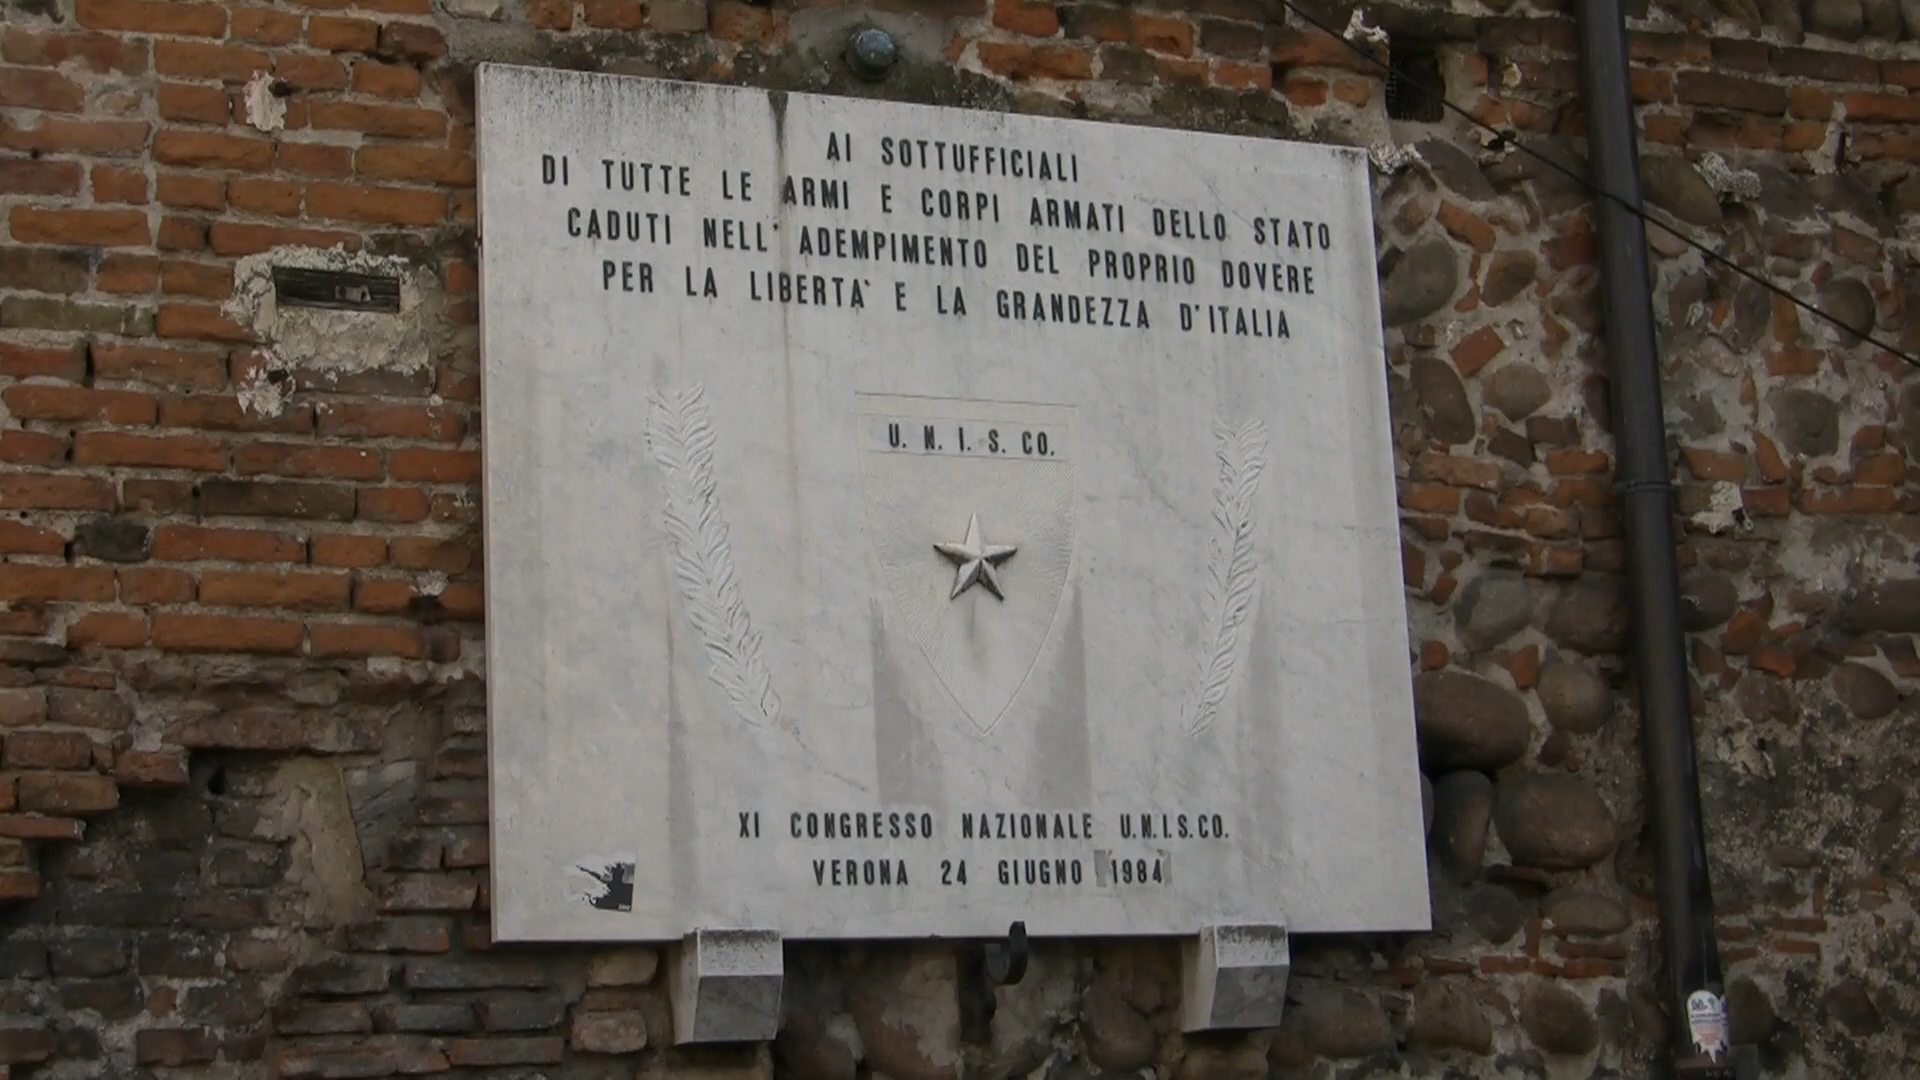 AI SOTTUFFICIALI
DI TUTTE LE ARMI E CORPI ARMATI DELLO STATO
CADUTI NELL' ADEMPIMENTO DEL PROPRIO DOVERE
PER LA LIBERTA' E LA GRANDEZZA D'ITALIA
U. N. I. S. CO.
XI CONGRESSO NAZIONALE U.N.I.S.CO.
VERONA 24 GIUGNO 1984